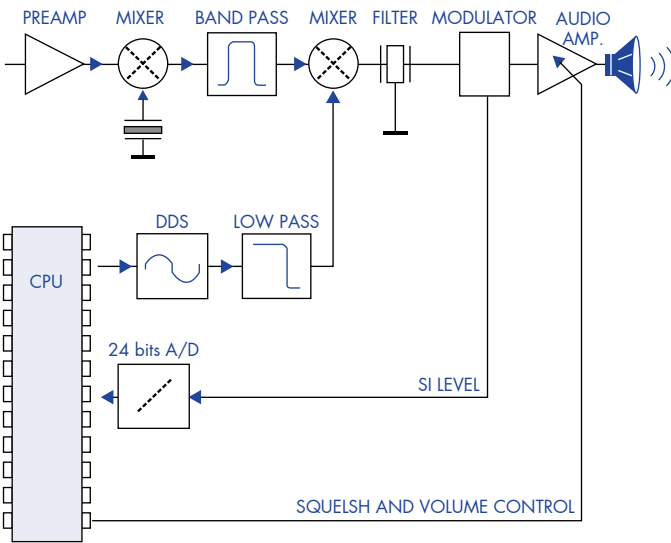 PREAMP
MIXER
BAND PASS
MIXER
FILTER
MODULATOR
AUDIO
AMP.
DDS
LOW PASS
CPU
24 bits A/D
SI LEVEL
SQUELSH AND VOLUME CONTROL